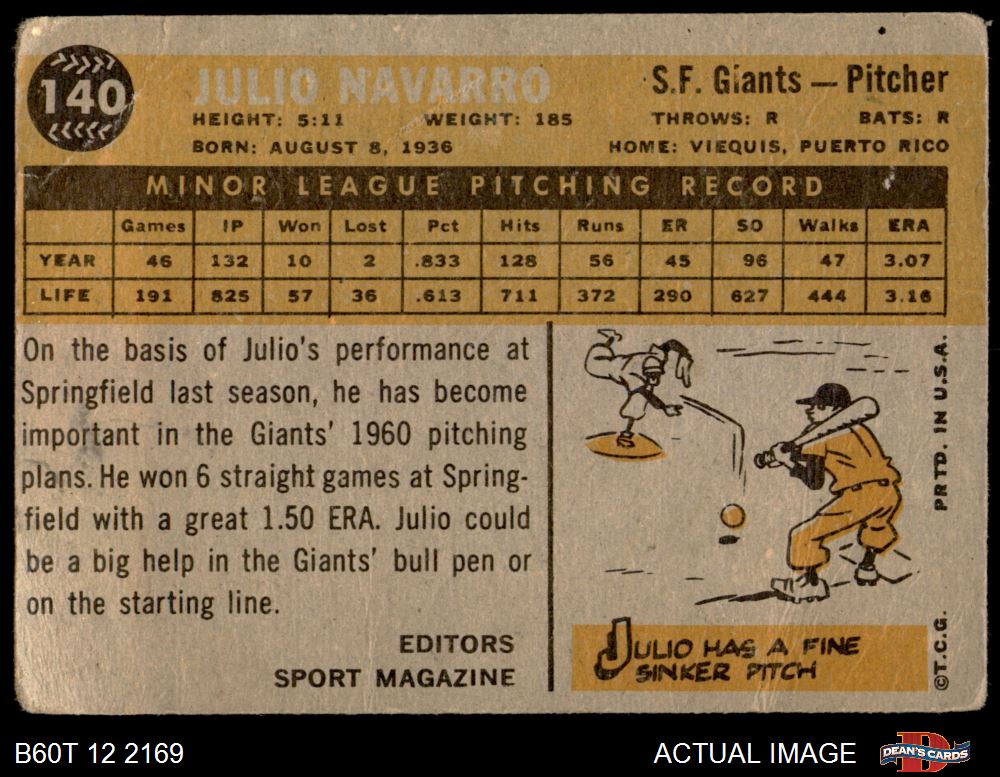 140
JULIO NAVARRO
S.F. Giants — Pitcher
HEIGHT: 5:11 WEIGHT: 185 THROWS: R BATS: R
BORN: AUGUST 8, 1936 HOME: VIEQUIS, PUERTO RICO
MINOR LEAGUE PITCHING RECORD
Games IP Won Lost Pct Hits Runs ER SO Walks ERA
YEAR 46 132 10 2 .833 128 56 45 96 47 3.07
LIFE 191 825 57 36 .613 711 372 290 627 444 3.16
On the basis of Julio's performance at
Springfield last season, he has become
important in the Giants' 1960 pitching
plans. He won 6 straight games at Spring-
field with a great 1.50 ERA. Julio could
be a big help in the Giants' bull pen or
on the starting line.
EDITORS
SPORT MAGAZINE
JULIO HAS A FINE
SINKER PITCH
PRTD. IN U.S.A.
©T.C.G.
B60T 12 2169
ACTUAL IMAGE
DEAN'S CARDS